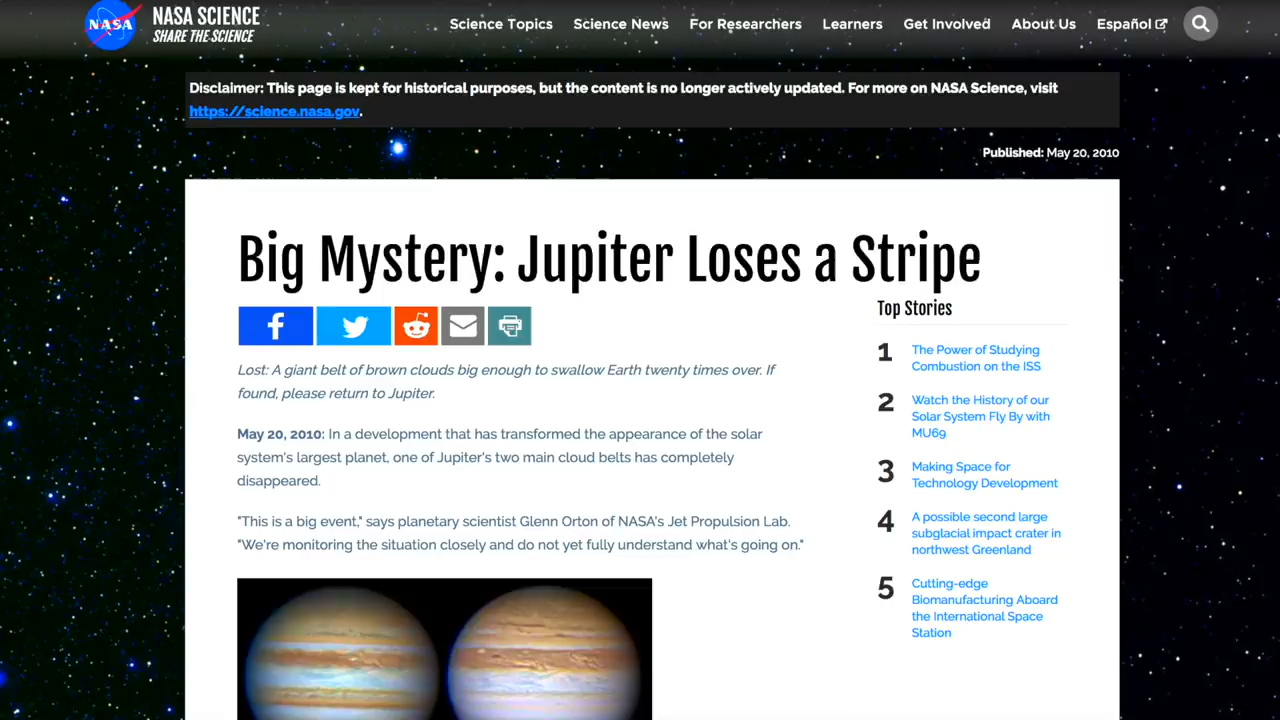 NASA
NASA SCIENCE
SHARE THE SCIENCE
Science Topics
Science News
For Researchers
Learners
Get Involved
About Us
Español
Disclaimer: This page is kept for historical purposes, but the content is no longer actively updated. For more on NASA Science, visit
https://science.nasa.gov.
Published: May 20, 2010
Big Mystery: Jupiter Loses a Stripe
Lost: A giant belt of brown clouds big enough to swallow Earth twenty times over. If
found, please return to Jupiter.
May 20, 2010: In a development that has transformed the appearance of the solar
system's largest planet, one of Jupiter's two main cloud belts has completely
disappeared.
"This is a big event," says planetary scientist Glenn Orton of NASA's Jet Propulsion Lab.
"We're monitoring the situation closely and do not yet fully understand what's going on."
Top Stories
1
The Power of Studying
Combustion on the ISS
2
Watch the History of our
Solar System Fly By with
MU69
3
Making Space for
Technology Development
4
A possible second large
subglacial impact crater in
northwest Greenland
5
Cutting-edge
Biomanufacturing Aboard
the International Space
Station